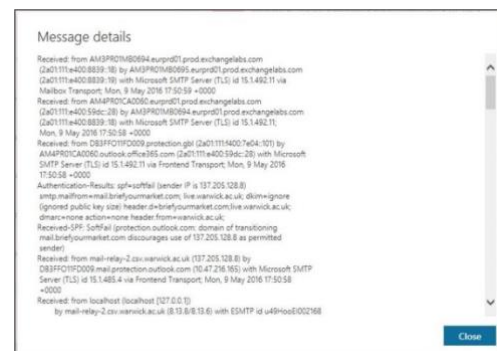 Message details
Received: from AM3PR01MB0694.eurprd01.prod.exchangelabs.com
(2a01:111:e400:8839::18) by AM3PR01MB0695.eurprd01.prod.exchangelabs.com
(2a01:111:e400:8839::19) with Microsoft SMTP Server (TLS) id 15.1.492.11 via
Mailbox Transport; Mon, 9 May 2016 17:50:59 +0000
Received: from AM4PR01CA0060.eurprd01.prod.exchangelabs.com
(2a01:111:e400:59dc::28) by AM3PR01MB0694.eurprd01.prod.exchangelabs.com
(2a01:111:e400:8839::18) with Microsoft SMTP Server (TLS) id 15.1.492.11;
Mon, 9 May 2016 17:50:58 +0000
Received: from DB3FFO11FD009.protection.gbl (2a01:111:f400:7e04::101) by
AM4PR01CA0060.outlook.office365.com (2a01:111:e400:59dc::28) with Microsoft
SMTP Server (TLS) id 15.1.492.11 via Frontend Transport; Mon, 9 May 2016
17:50:58 +0000
Authentication-Results: spf=softfail (sender IP is 137.205.128.8)
smtp.mailfrom=mail.briefyourmarket.com; live.warwick.ac.uk; dkim=ignore
(ignored public key size) header.d=briefyourmarket.com;live.warwick.ac.uk;
dmarc=none action=none header.from=warwick.ac.uk;
Received-SPF: SoftFail (protection.outlook.com: domain of transitioning
mail.briefyourmarket.com discourages use of 137.205.128.8 as permitted
sender)
Received: from mail-relay-2.csv.warwick.ac.uk (137.205.128.8) by
DB3FFO11FD009.mail.protection.outlook.com (10.47.216.165) with Microsoft SMTP
Server (TLS) id 15.1.485.4 via Frontend Transport; Mon, 9 May 2016 17:50:58
+0000
Received: from localhost (localhost [127.0.0.1])
by mail-relay-2.csv.warwick.ac.uk (8.13.8/8.13.6) with ESMTP id u49HooEI002168
Close